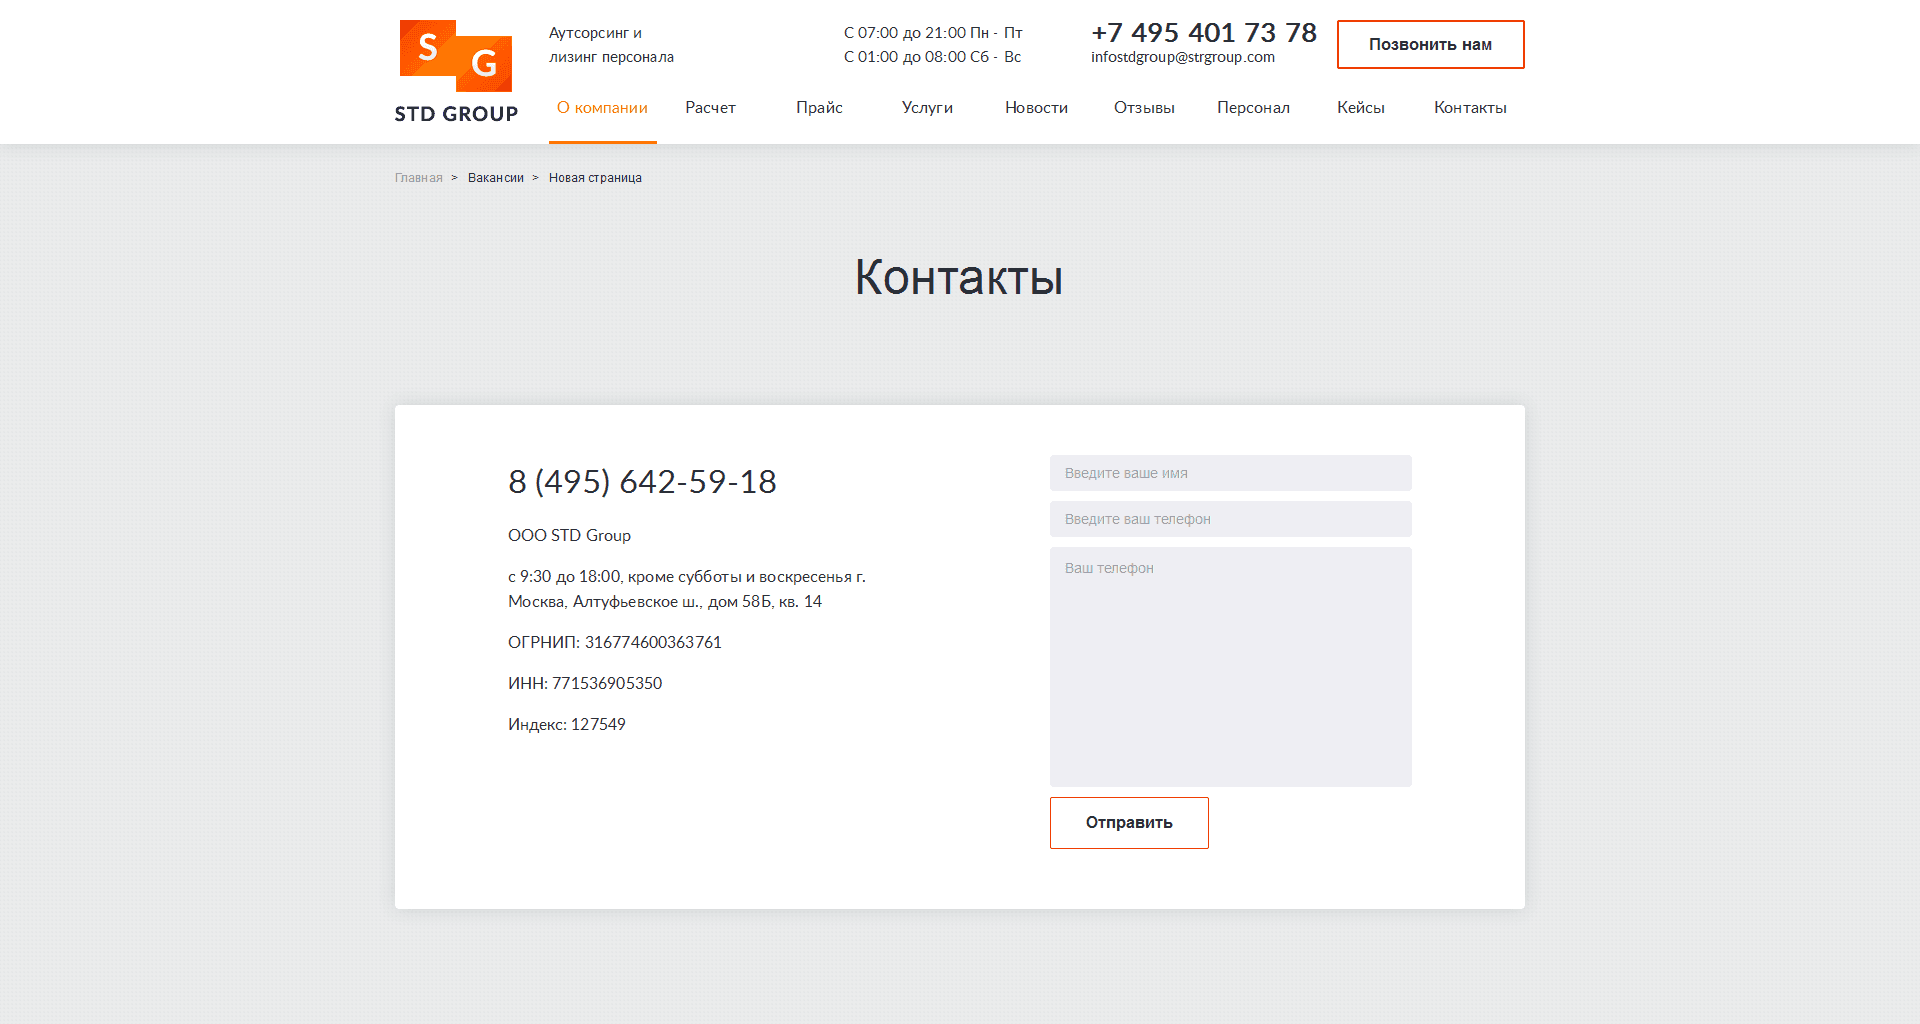 S
G
STD GROUP
Аутсорсинг и
лизинг персонала
С 07:00 до 21:00 Пн - Пт
С 01:00 до 08:00 Сб - Вс
+7 495 401 73 78
infostdgroup@strgroup.com
Позвонить нам
О компании
Расчет
Прайс
Услуги
Новости
Отзывы
Персонал
Кейсы
Контакты
Главная > Вакансии > Новая страница
Контакты
8 (495) 642-59-18
ООО STD Group
с 9:30 до 18:00, кроме субботы и воскресенья г.
Москва, Алтуфьевское ш., дом 58Б, кв. 14
ОГРНИП: 316774600363761
ИНН: 771536905350
Индекс: 127549
Введите ваше имя
Введите ваш телефон
Ваш телефон
Отправить